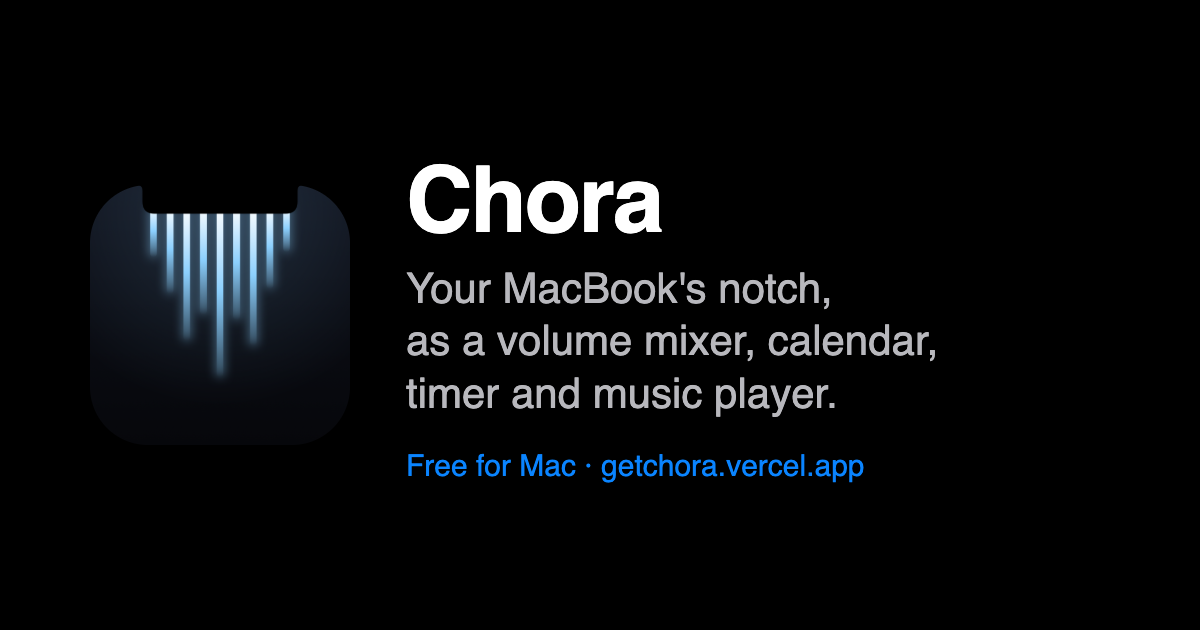 Chora
Your MacBook's notch,
as a volume mixer, calendar,
timer and music player.
Free for Mac · getchora.vercel.app